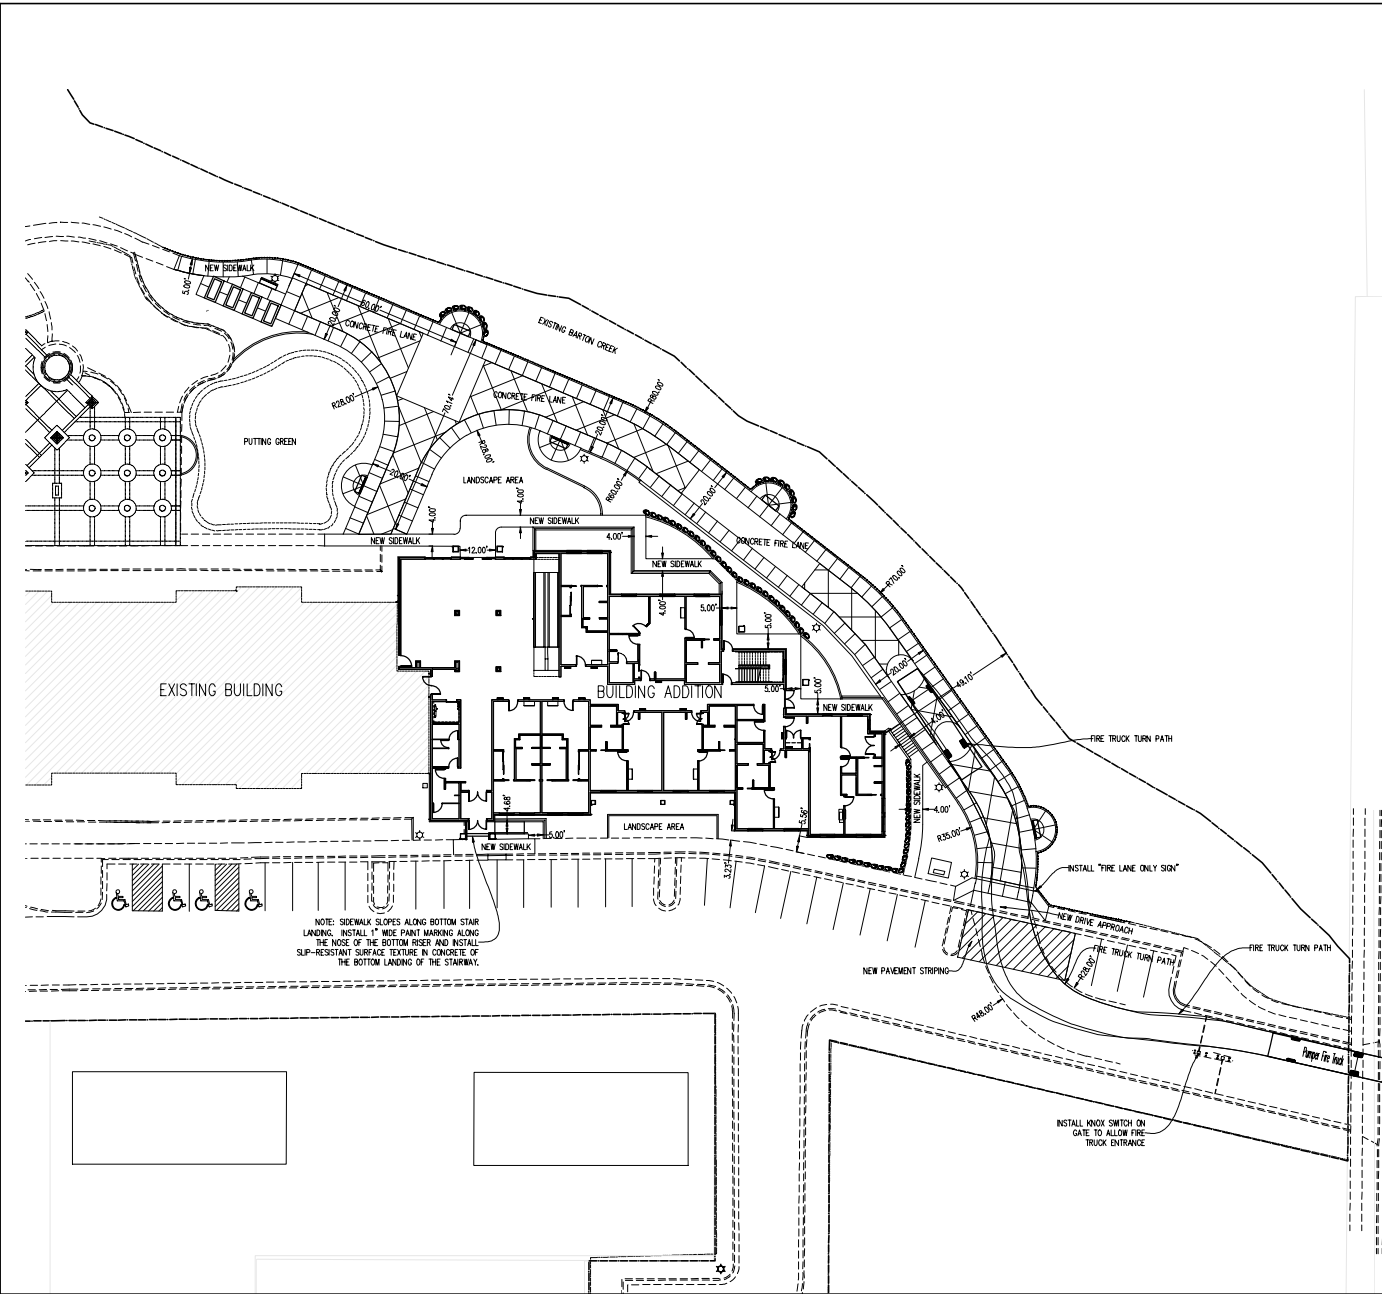 NEW SIDEWALK
5.00'
60.00'
20.00'
CONCRETE FIRE LANE
EXISTING BARTON CREEK
R28.00'
70.14'
CONCRETE FIRE LANE
R80.00'
20.00'
PUTTING GREEN
R28.00'
20.00'
LANDSCAPE AREA
R60.00'
20.00'
4.00'
4.00'
NEW SIDEWALK
NEW SIDEWALK
12.00'
4.00'
CONCRETE FIRE LANE
NEW SIDEWALK
R70.00'
4.00'
5.00'
5.00'
20.00'
49.10'
EXISTING BUILDING
BUILDING ADDITION
5.00'
5.00'
NEW SIDEWALK
4.00'
FIRE TRUCK TURN PATH
NEW SIDEWALK
4.00'
4.68'
5.00'
LANDSCAPE AREA
5.56'
R35.00'
NEW SIDEWALK
3.23'
INSTALL "FIRE LANE ONLY SIGN"
NEW DRIVE APPROACH
NOTE: SIDEWALK SLOPES ALONG BOTTOM STAIR
LANDING. INSTALL 1" WIDE PAINT MARKING ALONG
THE NOSE OF THE BOTTOM RISER AND INSTALL
SLIP-RESISTANT SURFACE TEXTURE IN CONCRETE OF
THE BOTTOM LANDING OF THE STAIRWAY.
FIRE TRUCK TURN PATH
FIRE TRUCK TURN PATH
NEW PAVEMENT STRIPING
R28.00'
R48.00'
Pumper Fire Truck
INSTALL KNOX SWITCH ON
GATE TO ALLOW FIRE
TRUCK ENTRANCE